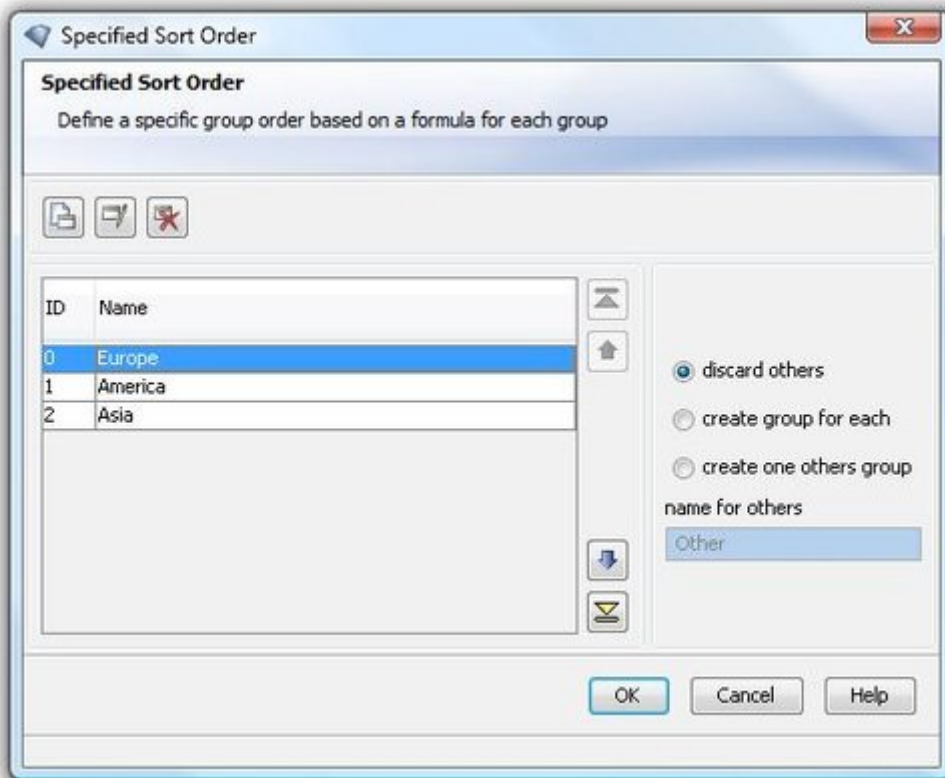 Specified Sort Order
Specified Sort Order
Define a specific group order based on a formula for each group
ID Name
0 Europe
1 America
2 Asia
discard others
create group for each
create one others group
name for others
Other
OK Cancel Help